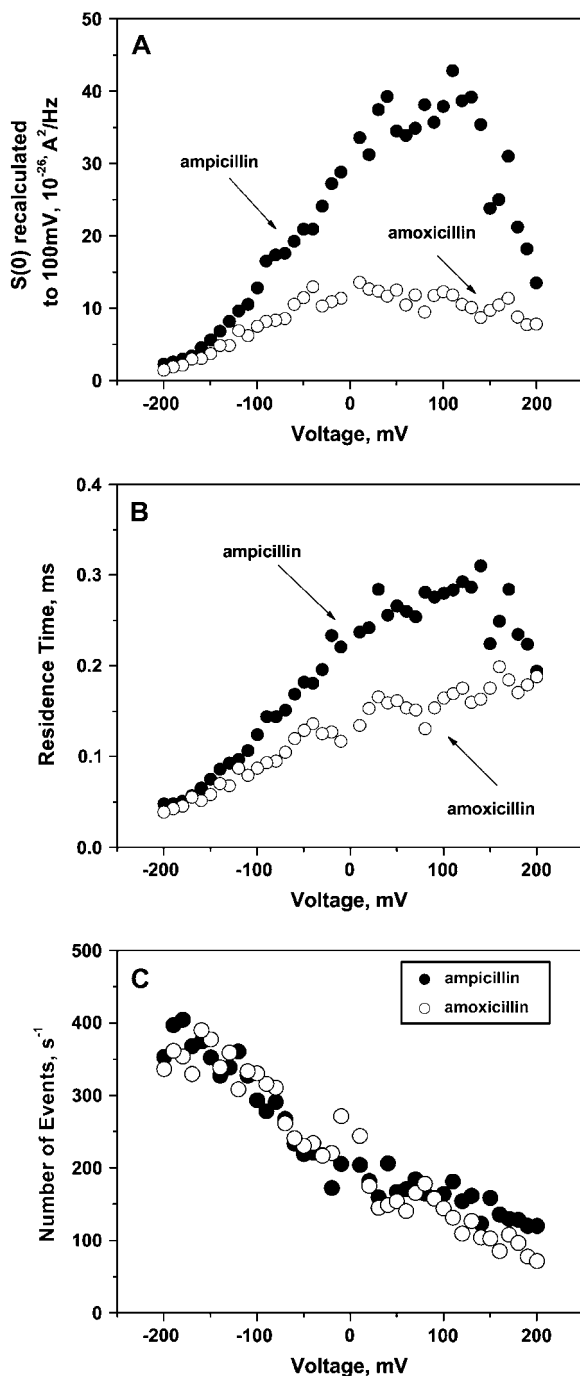 A
S(0) recalculated
to 100mV, 10-26, A2/Hz
50
40
30
20
10
0
ampicillin
amoxicillin
-200 -100 0 100 200
Voltage, mV
B
Residence Time, ms
0.4
0.3
0.2
0.1
0.0
ampicillin
amoxicillin
-200 -100 0 100 200
Voltage, mV
C
Number of Events, s-1
500
400
300
200
100
0
ampicillin
amoxicillin
-200 -100 0 100 200
Voltage, mV